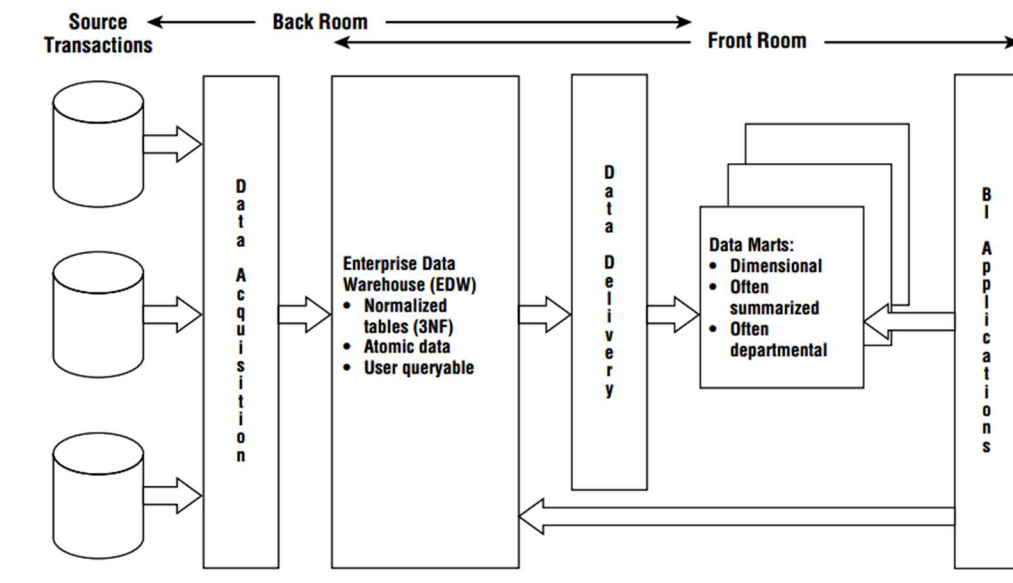 Source
Transactions
Back Room
Front Room
Data Acquisition
Enterprise Data
Warehouse (EDW)
• Normalized
tables (3NF)
• Atomic data
• User queryable
Data Delivery
Data Marts:
• Dimensional
• Often
summarized
• Often
departmental
BI Applications